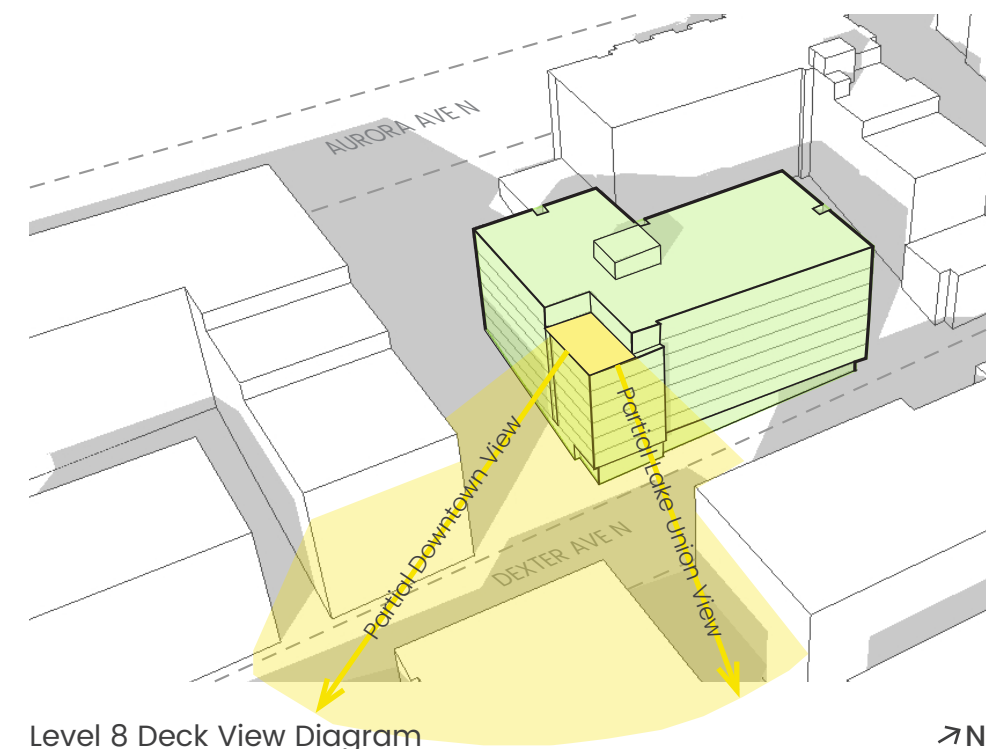 AURORA AVE N
Partial Downtown View
Partial Lake Union View
DEXTER AVE N
Level 8 Deck View Diagram
N